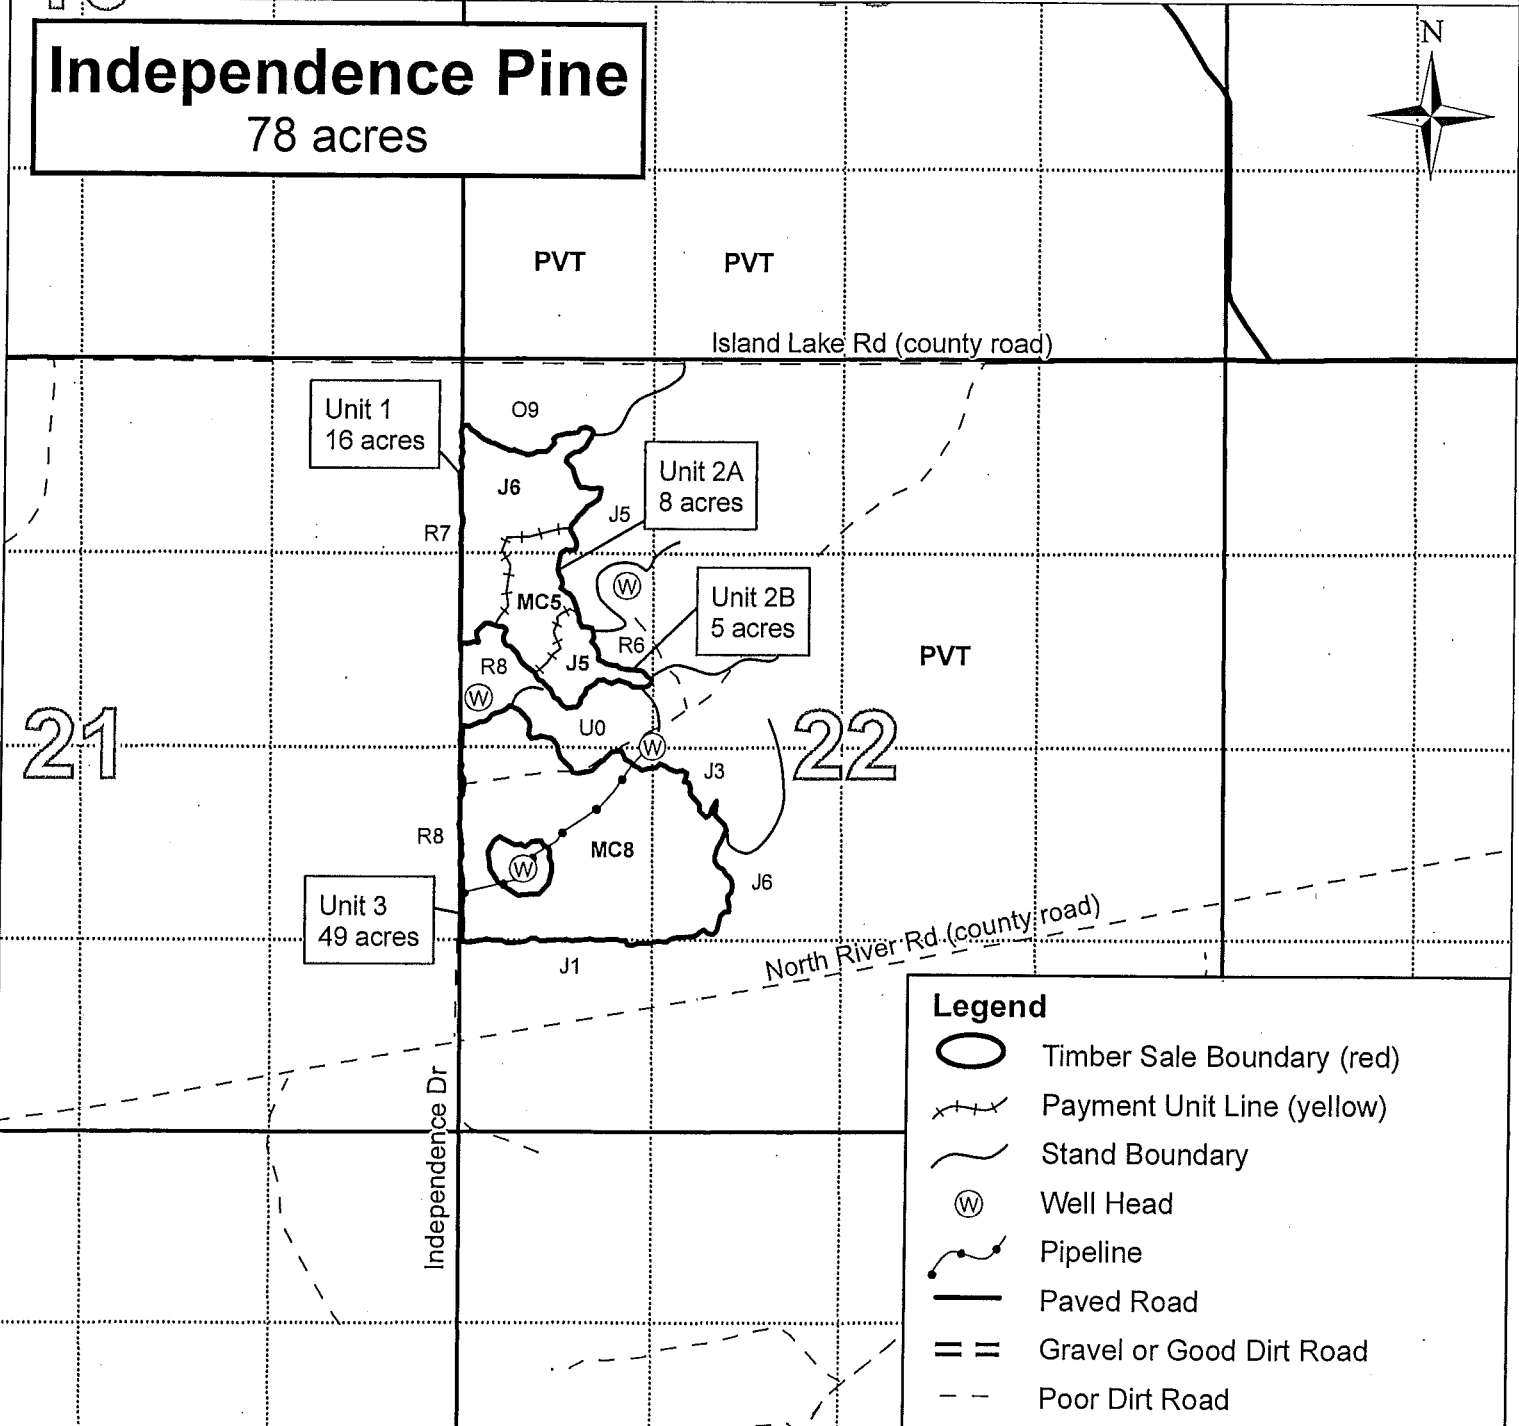 Independence Pine
78 acres
N
PVT
PVT
Island Lake Rd (county road)
Unit 1
16 acres
O9
J6
Unit 2A
8 acres
J5
R7
W
MC5
Unit 2B
5 acres
R6
J5
R8
PVT
W
21
U0
22
W
J3
R8
MC8
W
J6
Unit 3
49 acres
North River Rd (county road)
J1
Independence Dr
Legend
Timber Sale Boundary (red)
Payment Unit Line (yellow)
Stand Boundary
W
Well Head
Pipeline
Paved Road
Gravel or Good Dirt Road
Poor Dirt Road